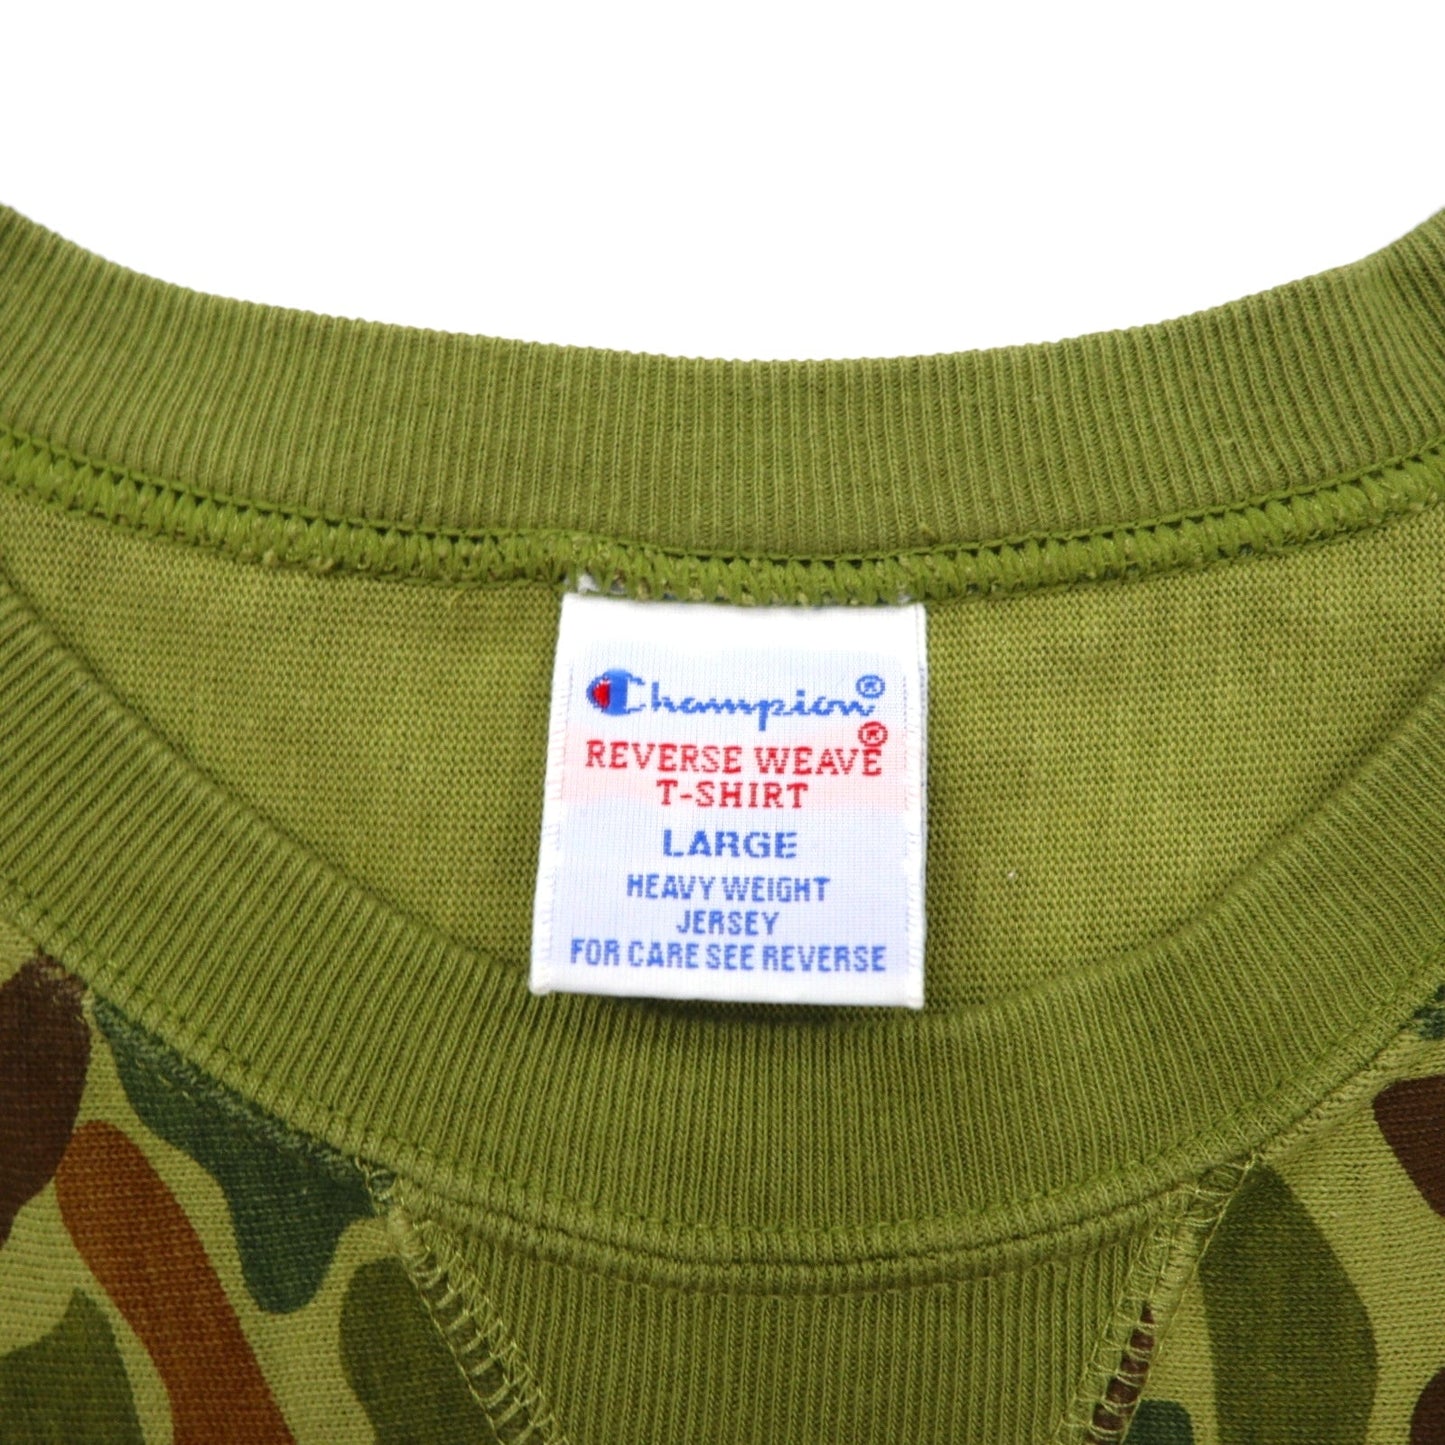 Champion®
REVERSE WEAVE®
T-SHIRT
LARGE
HEAVY WEIGHT
JERSEY
FOR CARE SEE REVERSE